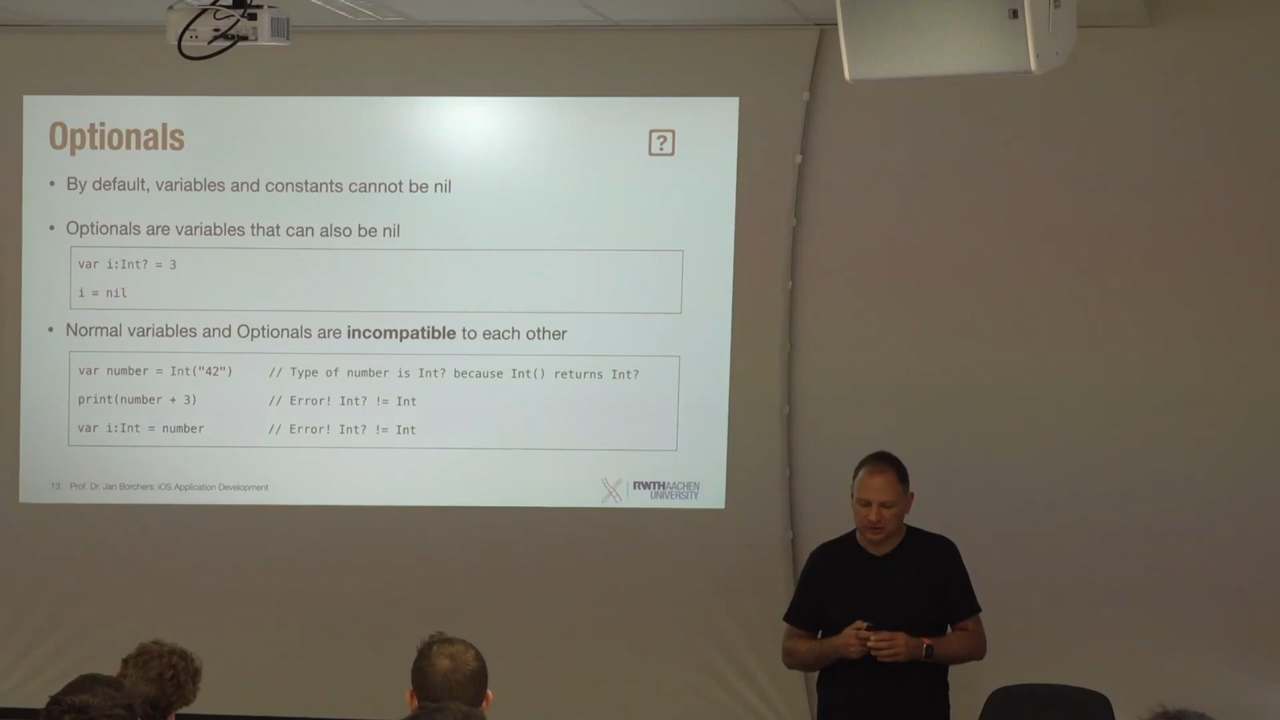 Optionals
?
• By default, variables and constants cannot be nil
• Optionals are variables that can also be nil
var i:Int? = 3
i = nil
• Normal variables and Optionals are incompatible to each other
var number = Int("42") // Type of number is Int? because Int() returns Int?
print(number + 3) // Error! Int? != Int
var i:Int = number // Error! Int? != Int
13 Prof. Dr. Jan Borchers: iOS Application Development
RWTHAACHEN
UNIVERSITY